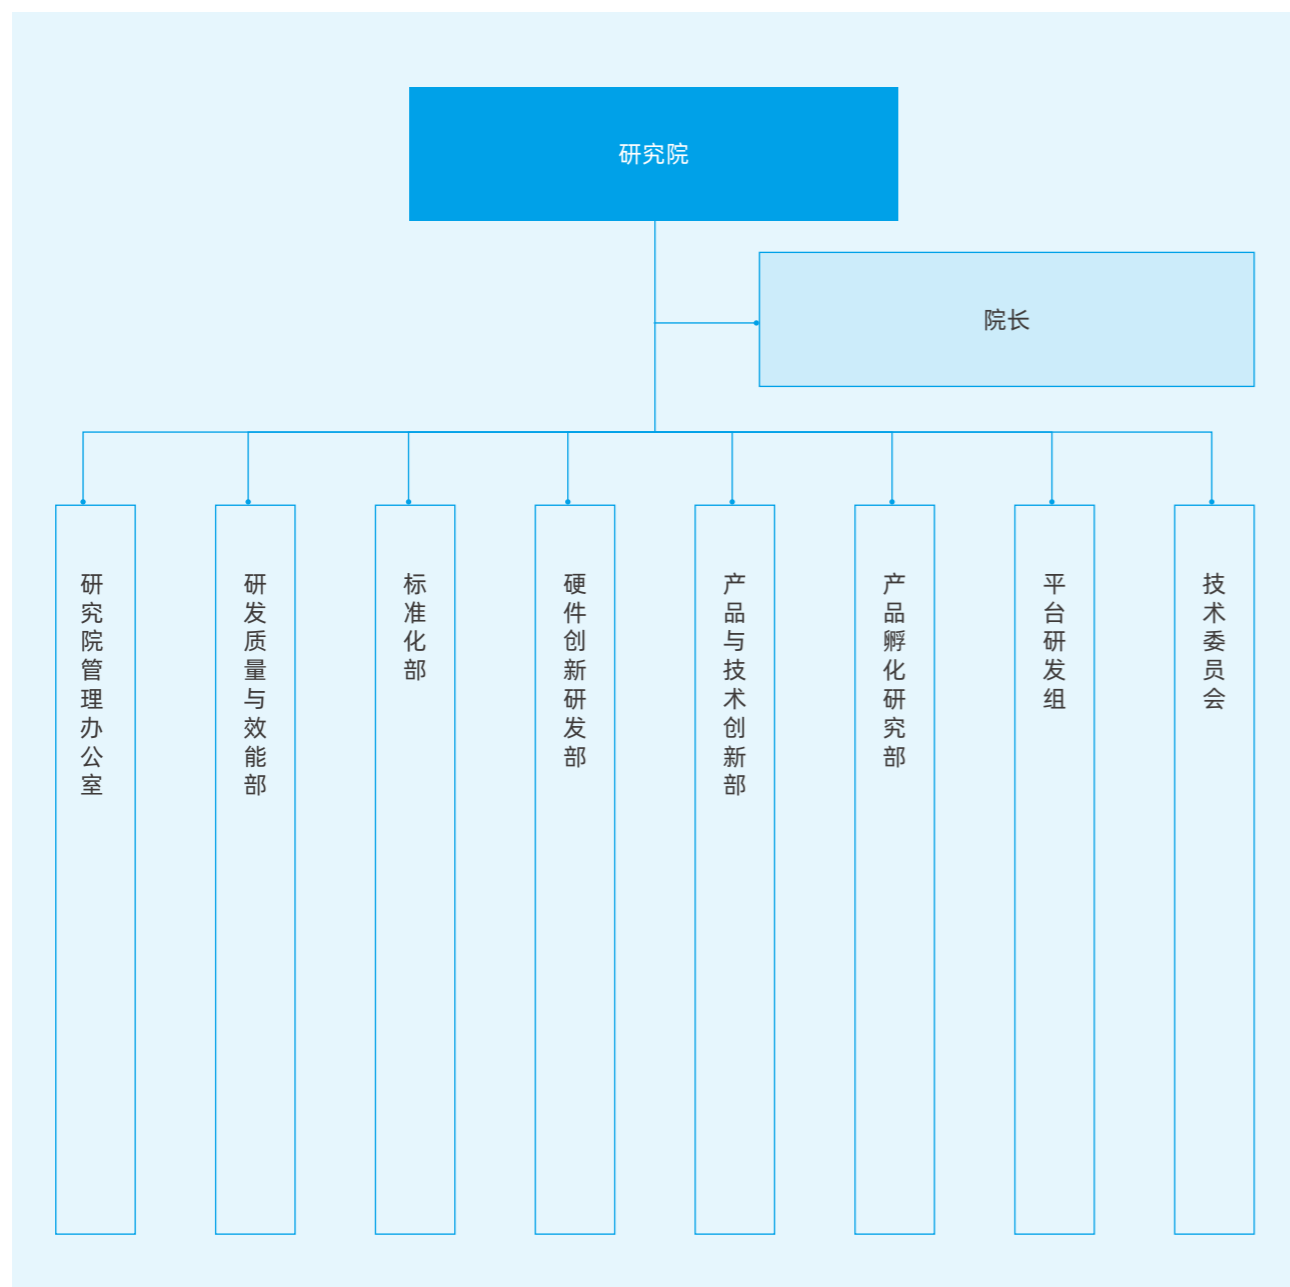 研究院
院长
研究院管理办公室
研发质量与效能部
标准化部
硬件创新研发部
产品与技术创新部
产品孵化研究部
平台研发组
技术委员会